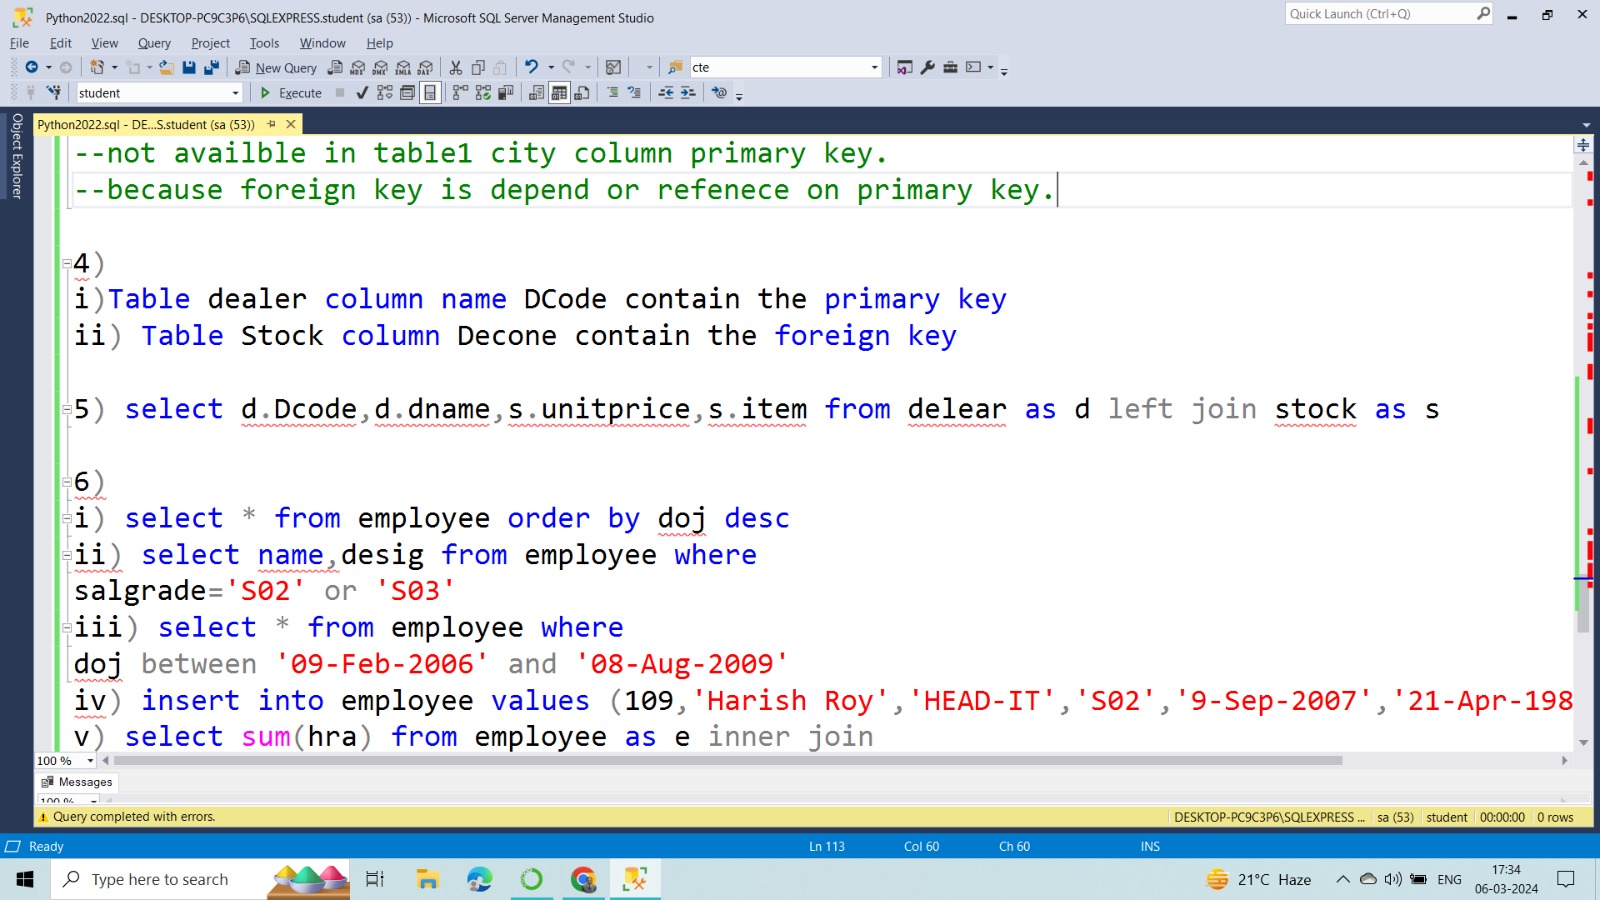 Python2022.sql - DESKTOP-PC9C3P6\SQLEXPRESS.student (sa (53)) - Microsoft SQL Server Management Studio
Quick Launch (Ctrl+Q)
File Edit View Query Project Tools Window Help
New Query
MDX DMX XMLA DAX
cte
student
Execute
Object Explorer
Python2022.sql - DE...S.student (sa (53))
--not availble in table1 city column primary key.
--because foreign key is depend or refenece on primary key.
4)
i)Table dealer column name DCode contain the primary key
ii) Table Stock column Decone contain the foreign key
5) select d.Dcode,d.dname,s.unitprice,s.item from delear as d left join stock as s
6)
i) select * from employee order by doj desc
ii) select name,desig from employee where
salgrade='S02' or 'S03'
iii) select * from employee where
doj between '09-Feb-2006' and '08-Aug-2009'
iv) insert into employee values (109,'Harish Roy','HEAD-IT','S02','9-Sep-2007','21-Apr-198
v) select sum(hra) from employee as e inner join
100 %
Messages
100 %
Query completed with errors.
DESKTOP-PC9C3P6\SQLEXPRESS ... sa (53) student 00:00:00 0 rows
Ready Ln 113 Col 60 Ch 60 INS
Type here to search
21°C Haze
ENG
17:34
06-03-2024